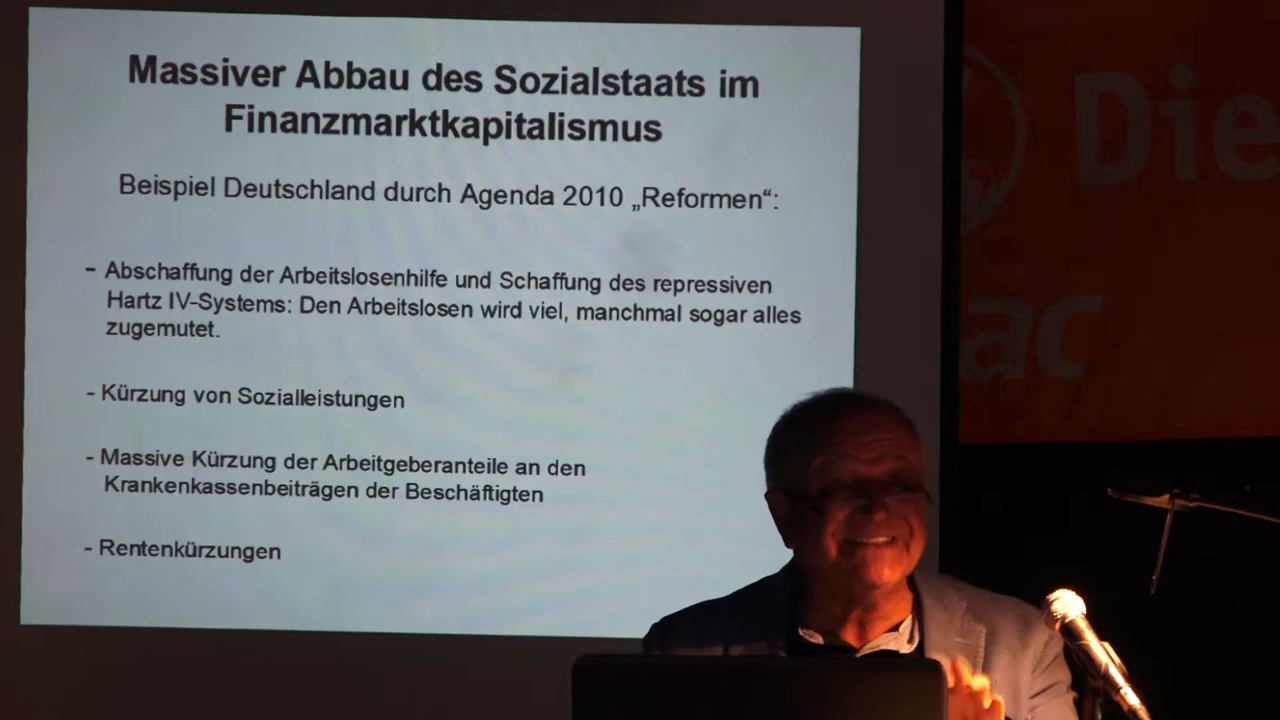 Massiver Abbau des Sozialstaats im
Finanzmarktkapitalismus
Beispiel Deutschland durch Agenda 2010 „Reformen“:
- Abschaffung der Arbeitslosenhilfe und Schaffung des repressiven
Hartz IV-Systems: Den Arbeitslosen wird viel, manchmal sogar alles
zugemutet.
- Kürzung von Sozialleistungen
- Massive Kürzung der Arbeitgeberanteile an den
Krankenkassenbeiträgen der Beschäftigten
- Rentenkürzungen
Die
ac